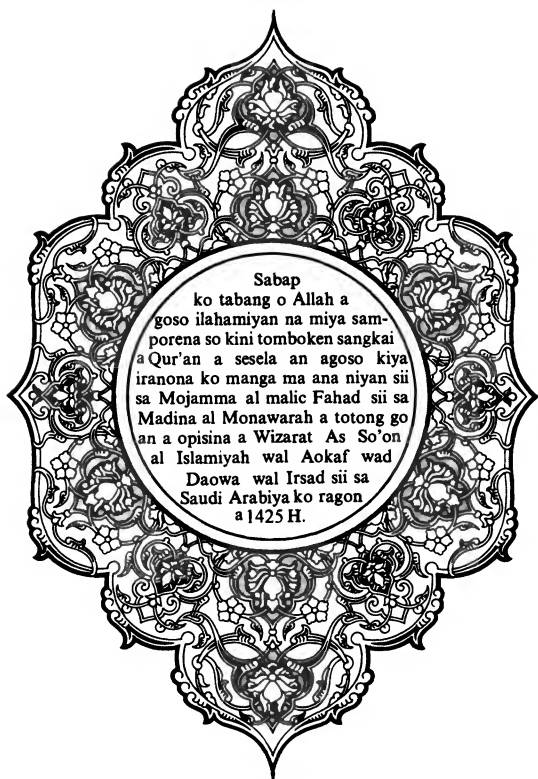 Sabap
ko tabang o Allah a
goso ilahamiyan na miya sam-
porena so kini tomboken sangkai
a Qur'an a sesela an agoso kiya
iranona ko manga ma ana niyan sii
sa Mojamma al malic Fahad sii sa
Madina al Monawarah a totong go
an a opisina a Wizarat As So'on
al Islamiyah wal Aokaf wad
Daowa wal Irsad sii sa
Saudi Arabiya ko ragon
a 1425 H.